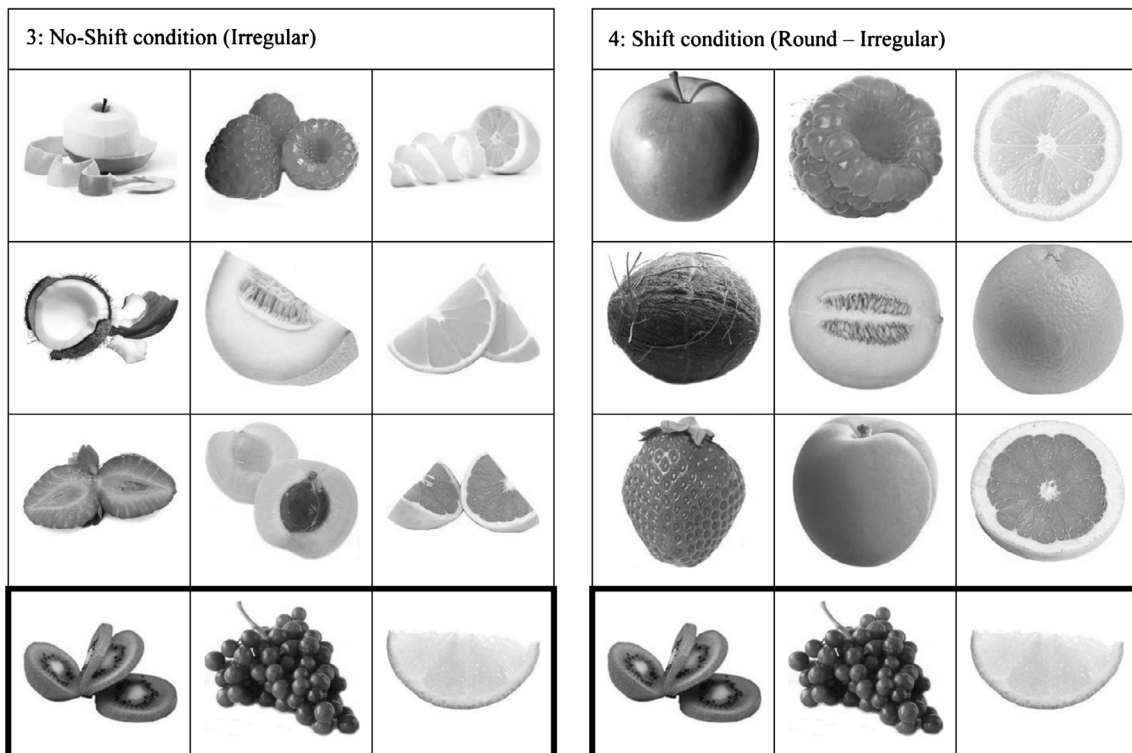 3: No-Shift condition (Irregular)
4: Shift condition (Round – Irregular)